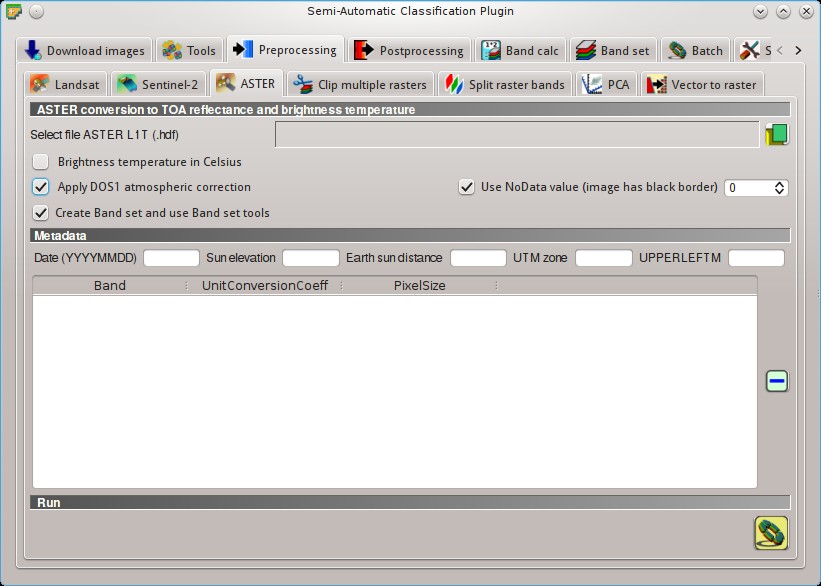 Semi-Automatic Classification Plugin
Download images Tools Preprocessing Postprocessing Band calc Band set Batch S
Landsat Sentinel-2 ASTER Clip multiple rasters Split raster bands PCA Vector to raster
ASTER conversion to TOA reflectance and brightness temperature
Select file ASTER L1T (.hdf)
Brightness temperature in Celsius
Apply DOS1 atmospheric correction Use NoData value (image has black border) 0
Create Band set and use Band set tools
Metadata
Date (YYYYMMDD) Sun elevation Earth sun distance UTM zone UPPERLEFTM
Band UnitConversionCoeff PixelSize
Run